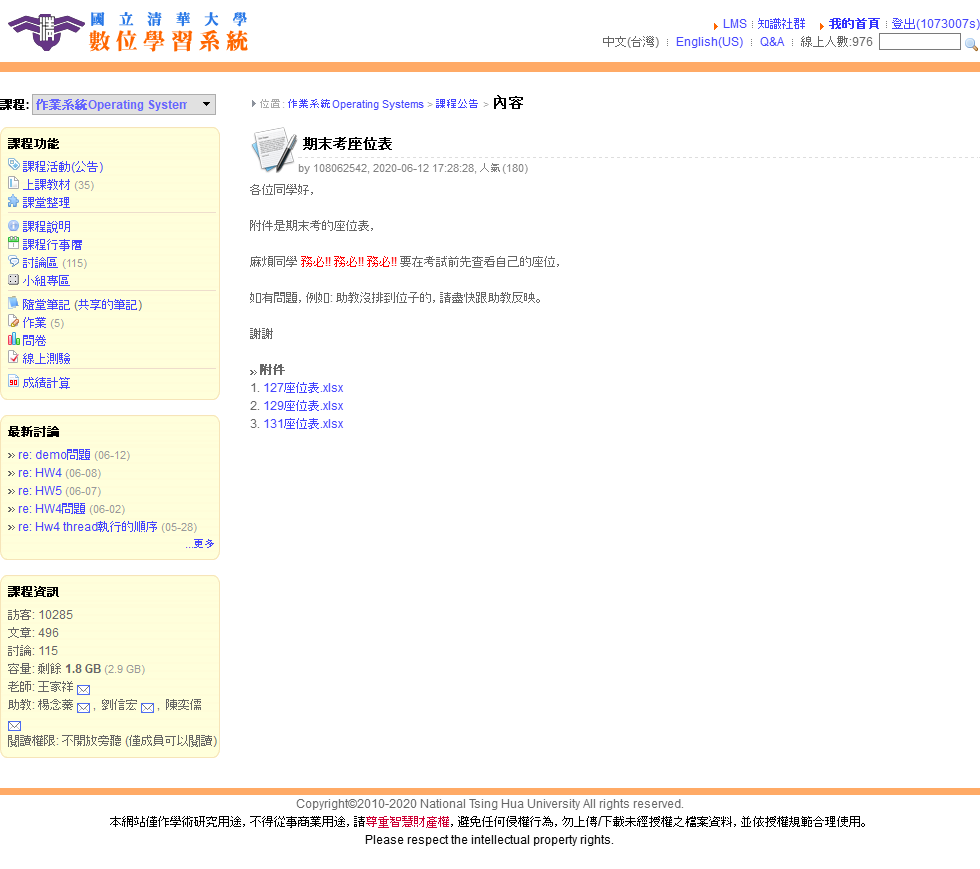 國立清華大學
數位學習系統
LMS 知識社群 我的首頁 登出(1073007s)
中文(台灣) English(US) Q&A 線上人數:976
課程: 作業系統Operating System
位置: 作業系統Operating Systems > 課程公告 > 內容
課程功能
課程活動(公告)
上課教材 (35)
課堂整理
課程說明
課程行事曆
討論區 (115)
小組專區
隨堂筆記 (共享的筆記)
作業 (5)
問卷
線上測驗
成績計算
最新討論
» re: demo問題 (06-12)
» re: HW4 (06-08)
» re: HW5 (06-07)
» re: HW4問題 (06-02)
» re: Hw4 thread執行的順序 (05-28)
...更多
課程資訊
訪客: 10285
文章: 496
討論: 115
容量: 剩餘 1.8 GB (2.9 GB)
老師: 王家祥
助教: 楊念蓁, 劉信宏, 陳奕儒
閱讀權限: 不開放旁聽 (僅成員可以閱讀)
期末考座位表
by 108062542, 2020-06-12 17:28:28, 人氣(180)
各位同學好,
附件是期末考的座位表,
麻煩同學 務必!! 務必!! 務必!! 要在考試前先查看自己的座位,
如有問題, 例如: 助教沒排到位子的, 請盡快跟助教反映。
謝謝
» 附件
1. 127座位表.xlsx
2. 129座位表.xlsx
3. 131座位表.xlsx
Copyright©2010-2020 National Tsing Hua University All rights reserved.
本網站僅作學術研究用途, 不得從事商業用途, 請尊重智慧財產權, 避免任何侵權行為, 勿上傳/下載未經授權之檔案資料, 並依授權規範合理使用。
Please respect the intellectual property rights.